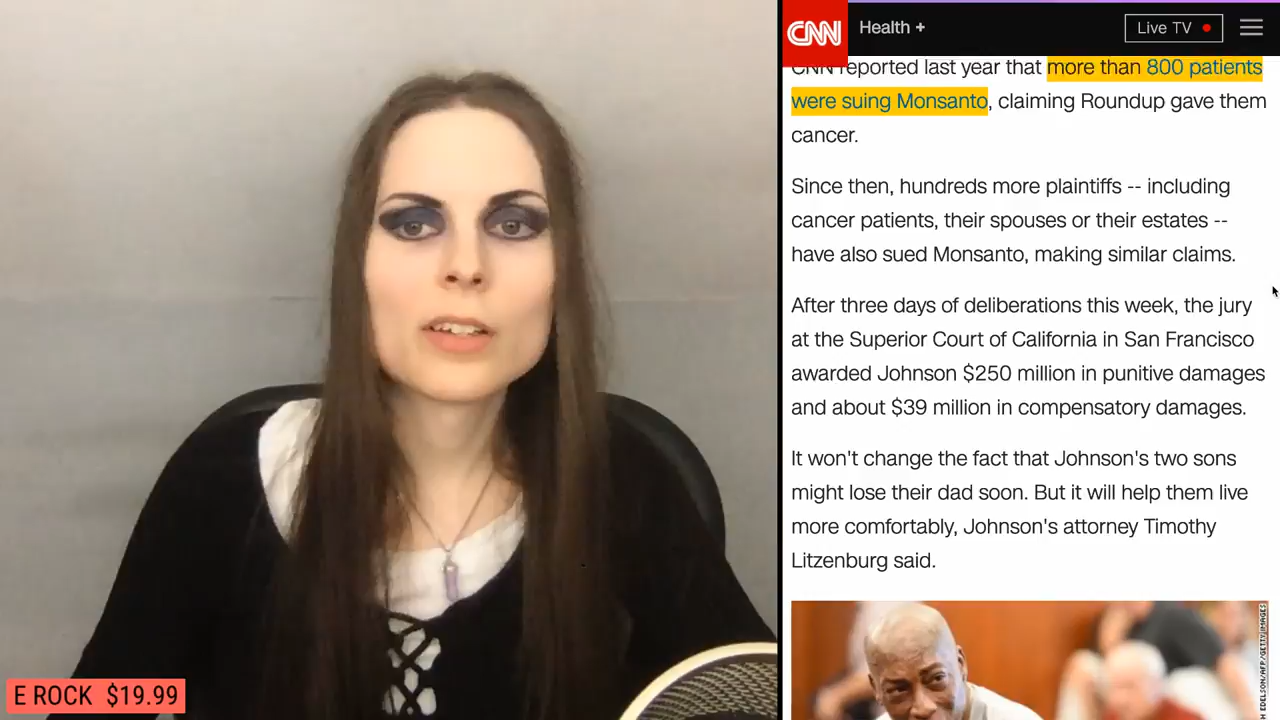 CNN
Health +
Live TV
CNN reported last year that more than 800 patients
were suing Monsanto, claiming Roundup gave them
cancer.
Since then, hundreds more plaintiffs -- including
cancer patients, their spouses or their estates --
have also sued Monsanto, making similar claims.
After three days of deliberations this week, the jury
at the Superior Court of California in San Francisco
awarded Johnson $250 million in punitive damages
and about $39 million in compensatory damages.
It won't change the fact that Johnson's two sons
might lose their dad soon. But it will help them live
more comfortably, Johnson's attorney Timothy
Litzenburg said.
EDELSON/AFP/GETTY IMAGES
E ROCK $19.99